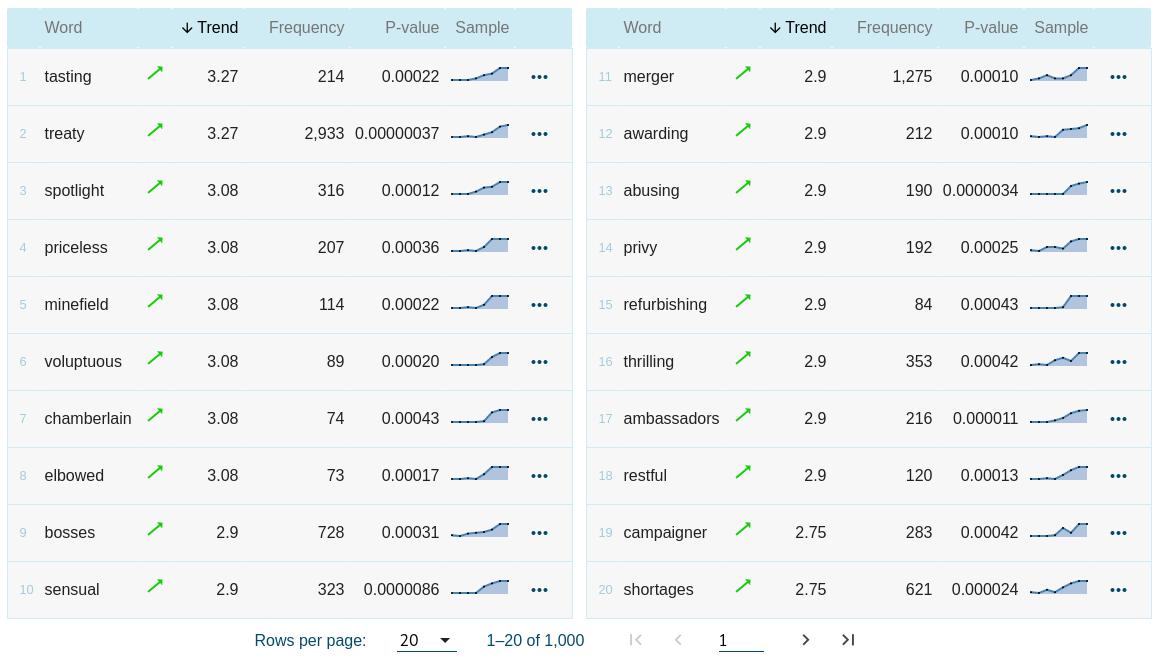 Word Trend Frequency P-value Sample
1 tasting 3.27 214 0.00022
2 treaty 3.27 2,933 0.00000037
3 spotlight 3.08 316 0.00012
4 priceless 3.08 207 0.00036
5 minefield 3.08 114 0.00022
6 voluptuous 3.08 89 0.00020
7 chamberlain 3.08 74 0.00043
8 elbowed 3.08 73 0.00017
9 bosses 2.9 728 0.00031
10 sensual 2.9 323 0.0000086
Word Trend Frequency P-value Sample
11 merger 2.9 1,275 0.00010
12 awarding 2.9 212 0.00010
13 abusing 2.9 190 0.0000034
14 privy 2.9 192 0.00025
15 refurbishing 2.9 84 0.00043
16 thrilling 2.9 353 0.00042
17 ambassadors 2.9 216 0.000011
18 restful 2.9 120 0.00013
19 campaigner 2.75 283 0.00042
20 shortages 2.75 621 0.000024
Rows per page: 20 1–20 of 1,000 1